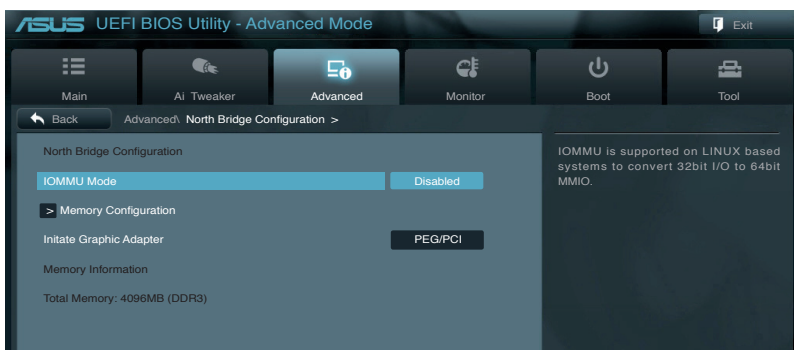 ASUS UEFI BIOS Utility - Advanced Mode
Exit
Main Ai Tweaker Advanced Monitor Boot Tool
Back Advanced\ North Bridge Configuration >
North Bridge Configuration
IOMMU Mode Disabled
> Memory Configuration
Initate Graphic Adapter PEG/PCI
Memory Information
Total Memory: 4096MB (DDR3)
IOMMU is supported on LINUX based
systems to convert 32bit I/O to 64bit
MMIO.